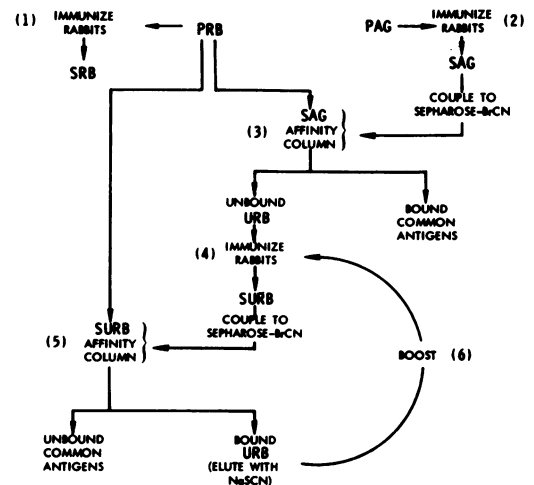 (1) IMMUNIZE
RABBITS
SRB
PRB
PAG
IMMUNIZE (2)
RABBITS
SAG
COUPLE TO
SEPHAROSE-BrCN
SAG
(3) AFFINITY
COLUMN
UNBOUND
URB
BOUND
COMMON
ANTIGENS
(4) IMMUNIZE
RABBITS
SURB
COUPLE TO
SEPHAROSE-BrCN
SURB
(5) AFFINITY
COLUMN
BOOST (6)
UNBOUND
COMMON
ANTIGENS
BOUND
URB
(ELUTE WITH
NaSCN)